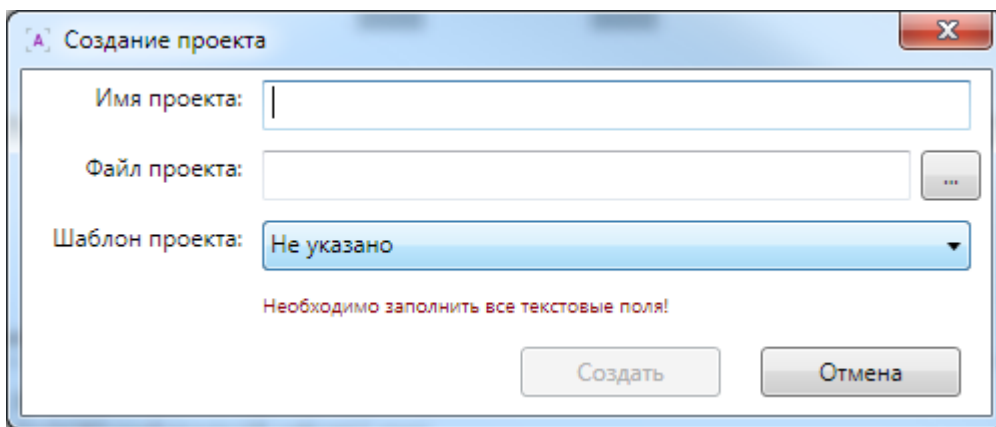 [A] Создание проекта
Имя проекта:
Файл проекта:
...
Шаблон проекта: Не указано
Необходимо заполнить все текстовые поля!
Создать Отмена